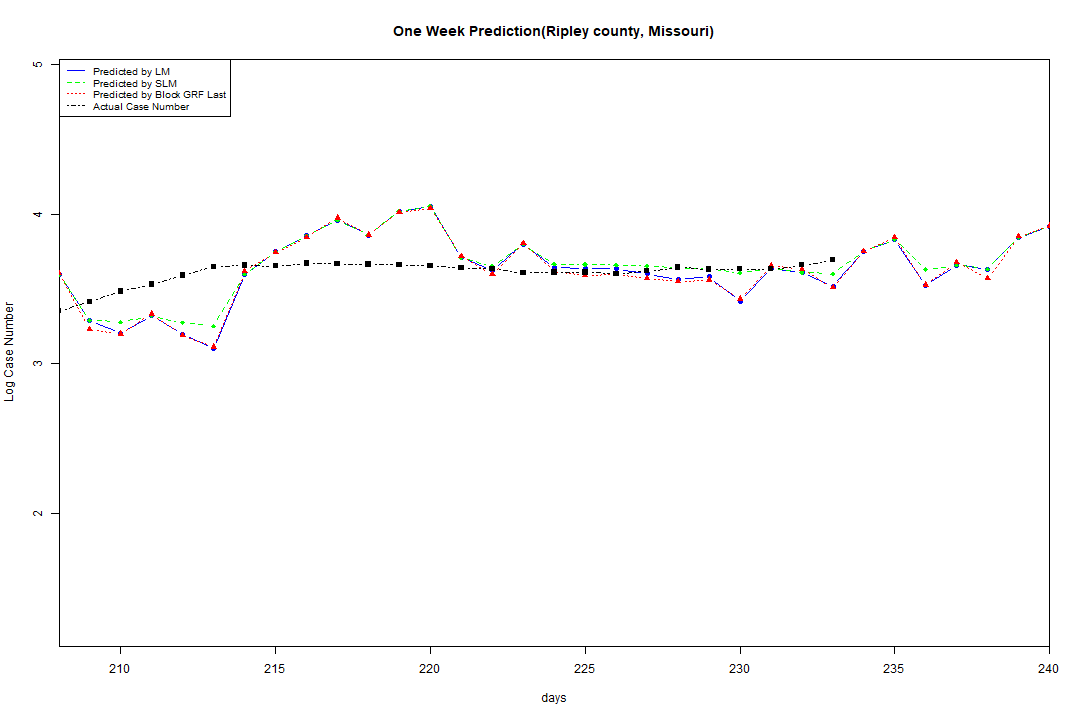 One Week Prediction(Ripley county, Missouri)
Predicted by LM
Predicted by SLM
Predicted by Block GRF Last
Actual Case Number
5
4
3
2
Log Case Number
210 215 220 225 230 235 240
days